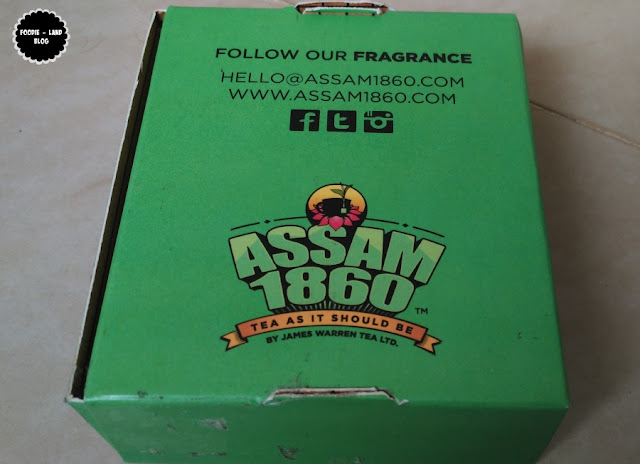 FOODIE - LAND
BLOG
FOLLOW OUR FRAGRANCE
HELLO@ASSAM1860.COM
WWW.ASSAM1860.COM
ASSAM
1860 ™
TEA AS IT SHOULD BE
BY JAMES WARREN TEA LTD.